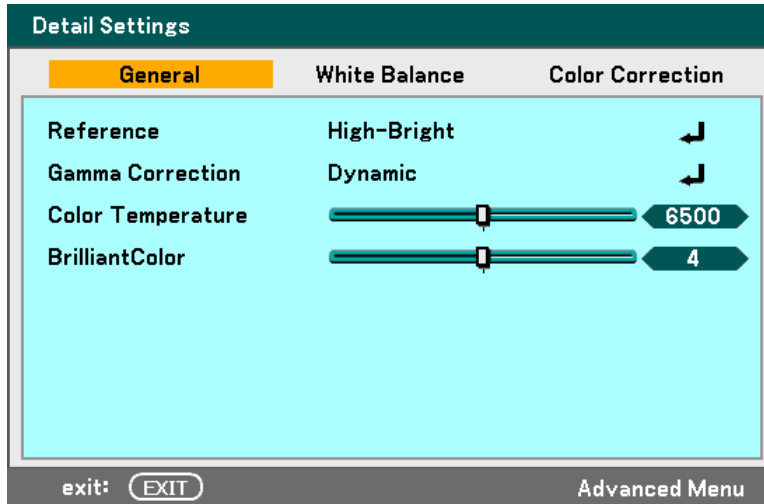 Detail Settings
General White Balance Color Correction
Reference High-Bright
Gamma Correction Dynamic
Color Temperature 6500
BrilliantColor 4
exit: EXIT Advanced Menu